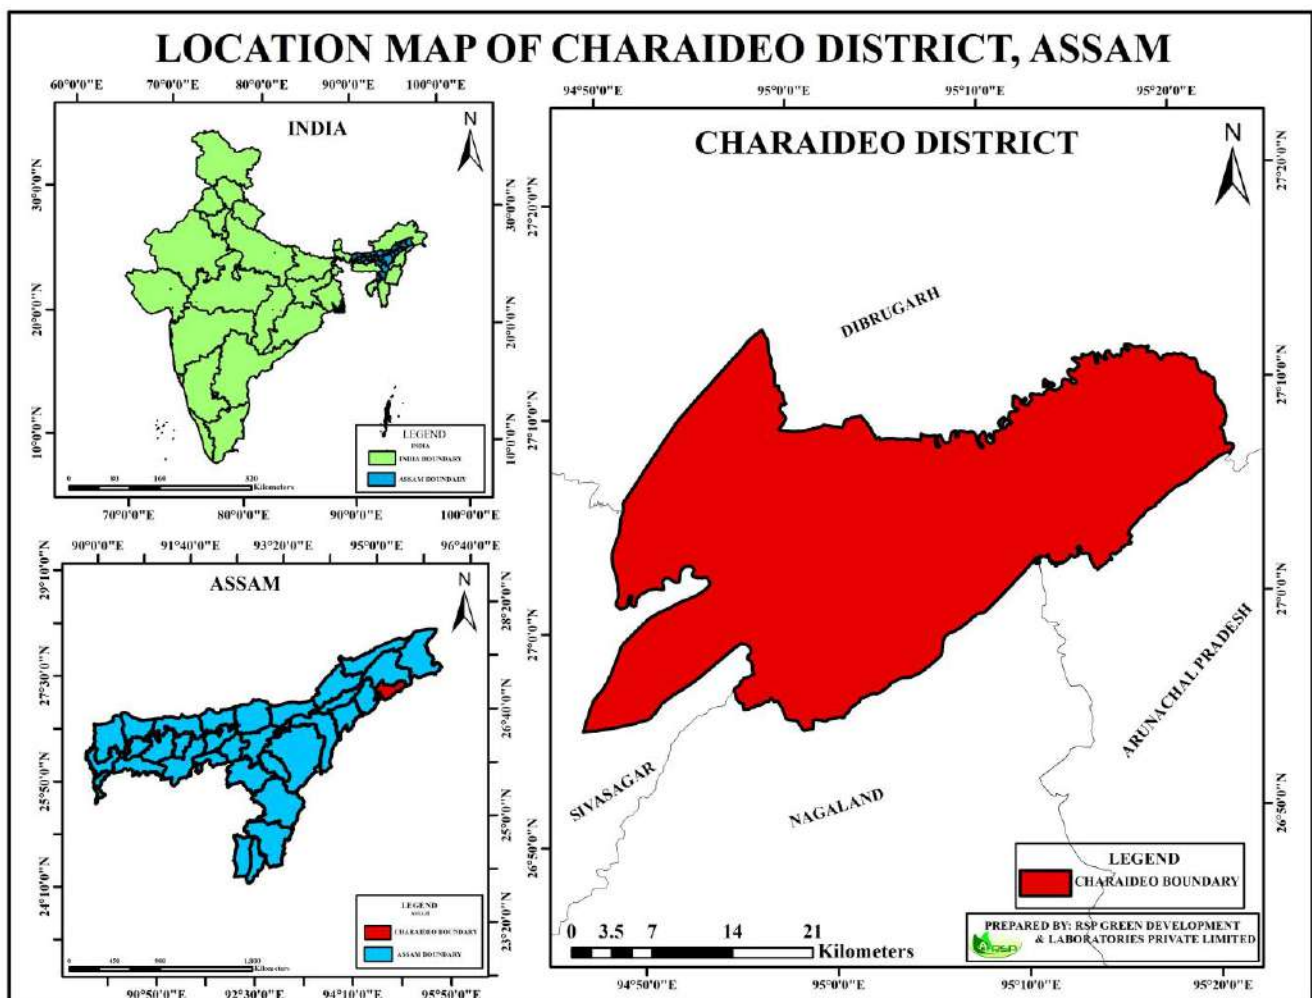 LOCATION MAP OF CHARAIDEO DISTRICT, ASSAM
60°0'0"E 70°0'0"E 80°0'0"E 90°0'0"E 100°0'0"E
INDIA
N
30°0'0"N
20°0'0"N
10°0'0"N
30°0'0"N
20°0'0"N
10°0'0"N
LEGEND
INDIA
INDIA BOUNDARY
ASSAM BOUNDARY
0 80 160 320
Kilometers
70°0'0"E 80°0'0"E 90°0'0"E 100°0'0"E
90°0'0"E 91°40'0"E 93°20'0"E 95°0'0"E 96°40'0"E
ASSAM
N
29°10'0"N
27°30'0"N
25°50'0"N
24°10'0"N
28°20'0"N
26°40'0"N
25°0'0"N
23°20'0"N
LEGEND
CHARAIDEO BOUNDARY
ASSAM BOUNDARY
0 450 900
Kilometers
90°50'0"E 92°30'0"E 94°10'0"E 95°50'0"E
94°50'0"E 95°0'0"E 95°10'0"E 95°20'0"E
CHARAIDEO DISTRICT
N
27°20'0"N
27°10'0"N
27°0'0"N
26°50'0"N
27°20'0"N
27°10'0"N
27°0'0"N
26°50'0"N
DIBRUGARH
ARUNACHAL PRADESH
SIVASAGAR
NAGALAND
LEGEND
CHARAIDEO BOUNDARY
PREPARED BY: RSP GREEN DEVELOPMENT
& LABORATORIES PRIVATE LIMITED
0 3.5 7 14 21
Kilometers
94°50'0"E 95°0'0"E 95°10'0"E 95°20'0"E